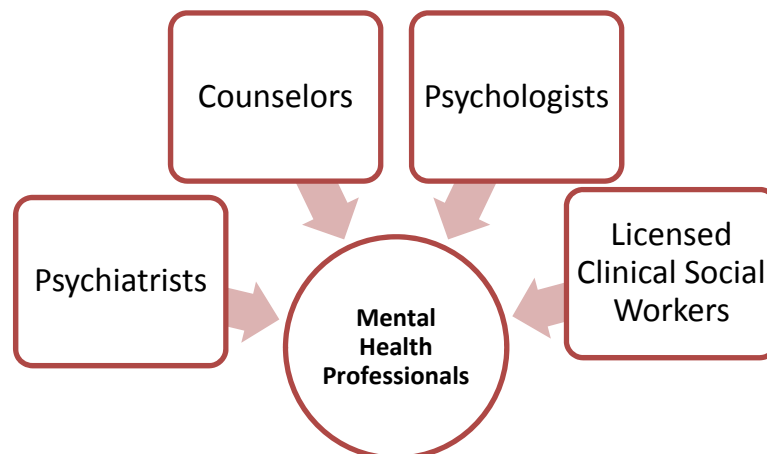 Counselors
Psychologists
Psychiatrists
Licensed
Clinical Social
Workers
Mental
Health
Professionals